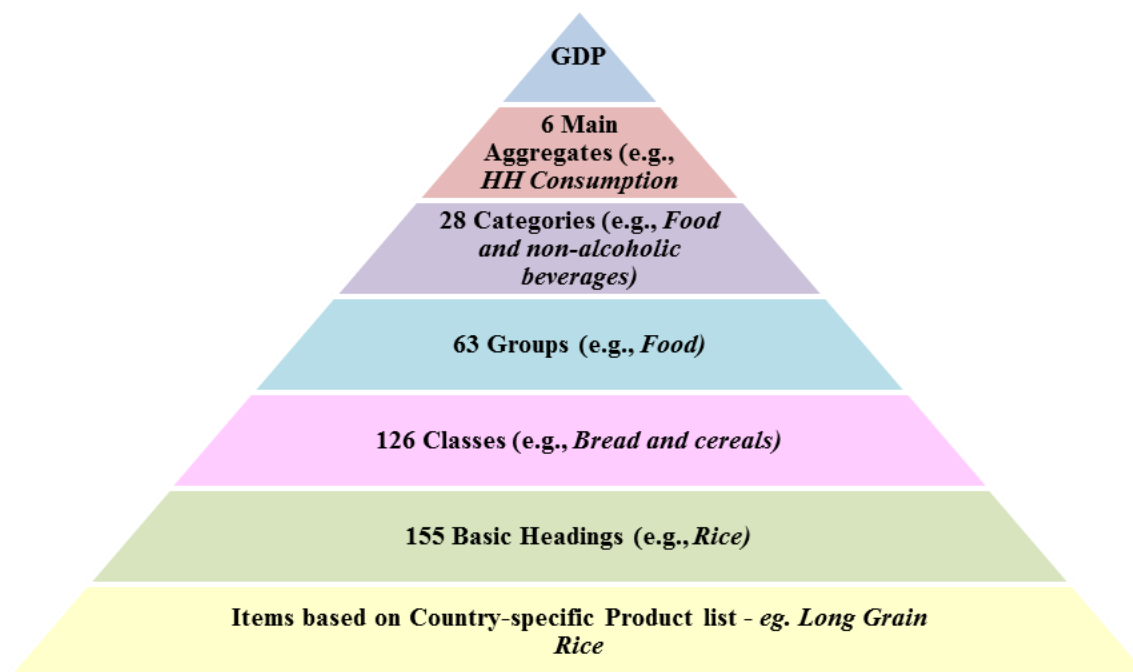 GDP
6 Main
Aggregates (e.g.,
HH Consumption
28 Categories (e.g., Food
and non-alcoholic
beverages)
63 Groups (e.g., Food)
126 Classes (e.g., Bread and cereals)
155 Basic Headings (e.g., Rice)
Items based on Country-specific Product list - eg. Long Grain
Rice